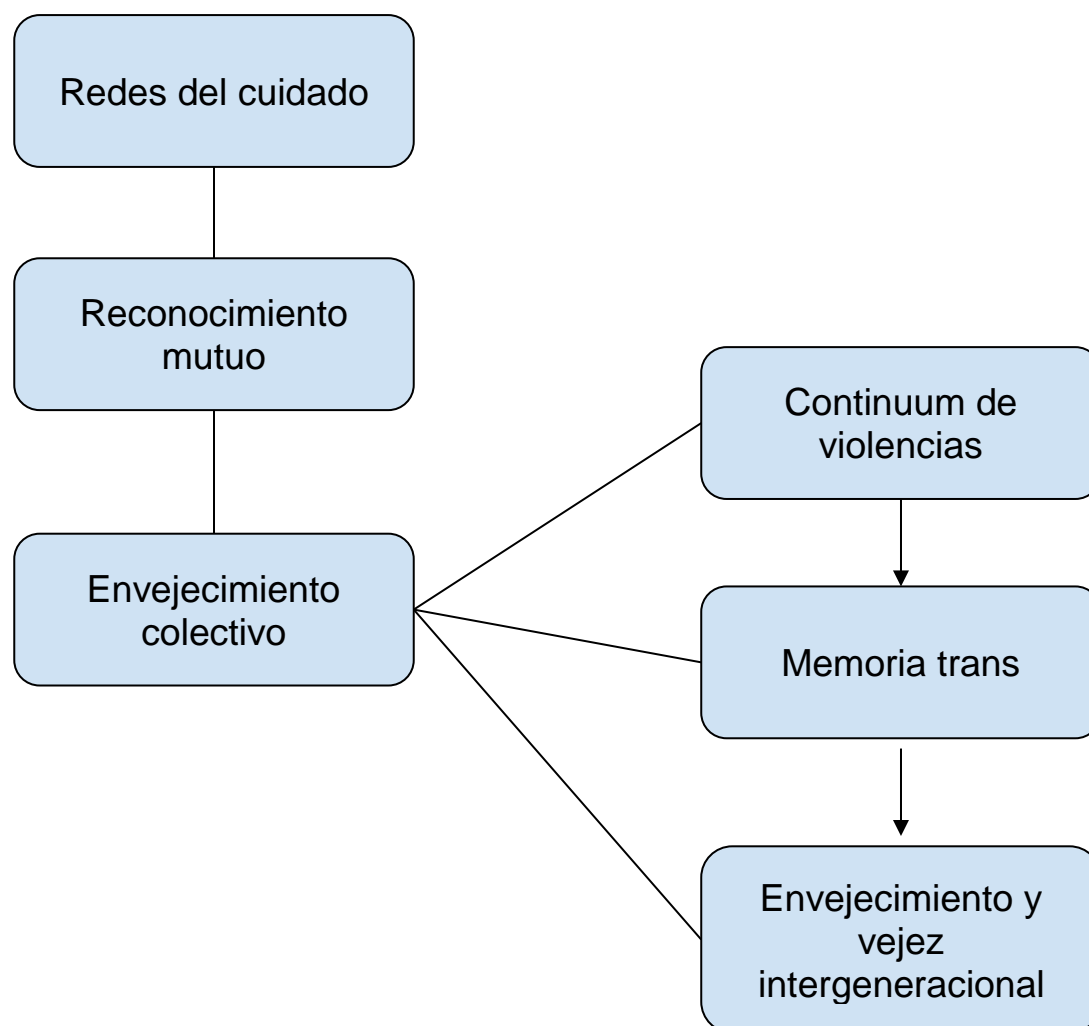 Redes del cuidado
Reconocimiento
mutuo
Envejecimiento
colectivo
Continuum de
violencias
Memoria trans
Envejecimiento y
vejez
intergeneracional